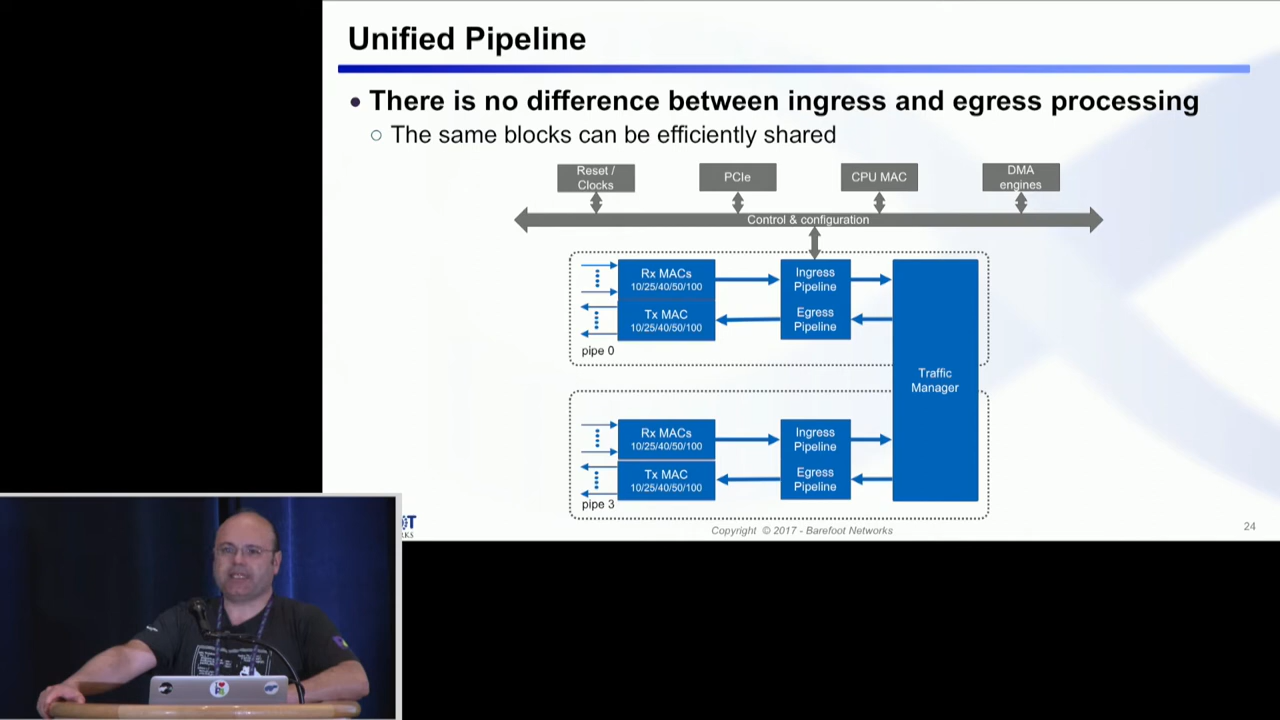 Unified Pipeline
• There is no difference between ingress and egress processing
○ The same blocks can be efficiently shared
Reset /
Clocks
PCIe
CPU MAC
DMA
engines
Control & configuration
Rx MACs
10/25/40/50/100
Ingress
Pipeline
Tx MAC
10/25/40/50/100
Egress
Pipeline
pipe 0
Traffic
Manager
Rx MACs
10/25/40/50/100
Ingress
Pipeline
Tx MAC
10/25/40/50/100
Egress
Pipeline
pipe 3
Copyright © 2017 - Barefoot Networks
24